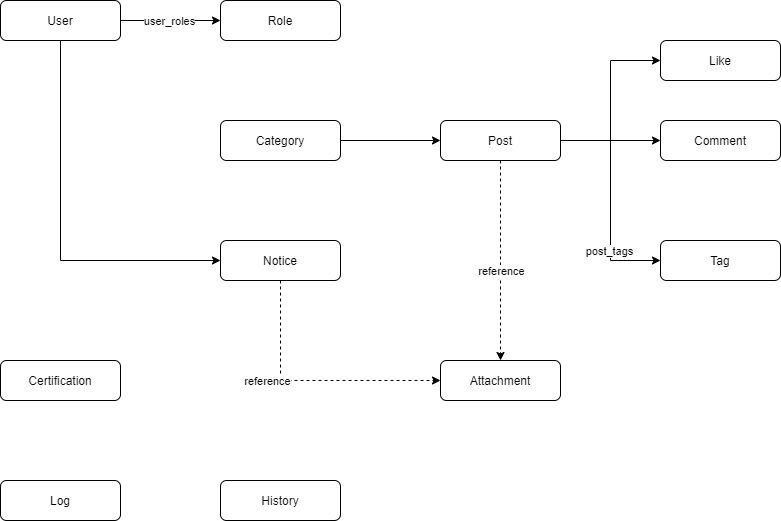 User
user_roles
Role
Like
Category
Post
Comment
post_tags
Notice
Tag
reference
Certification
reference
Attachment
Log
History